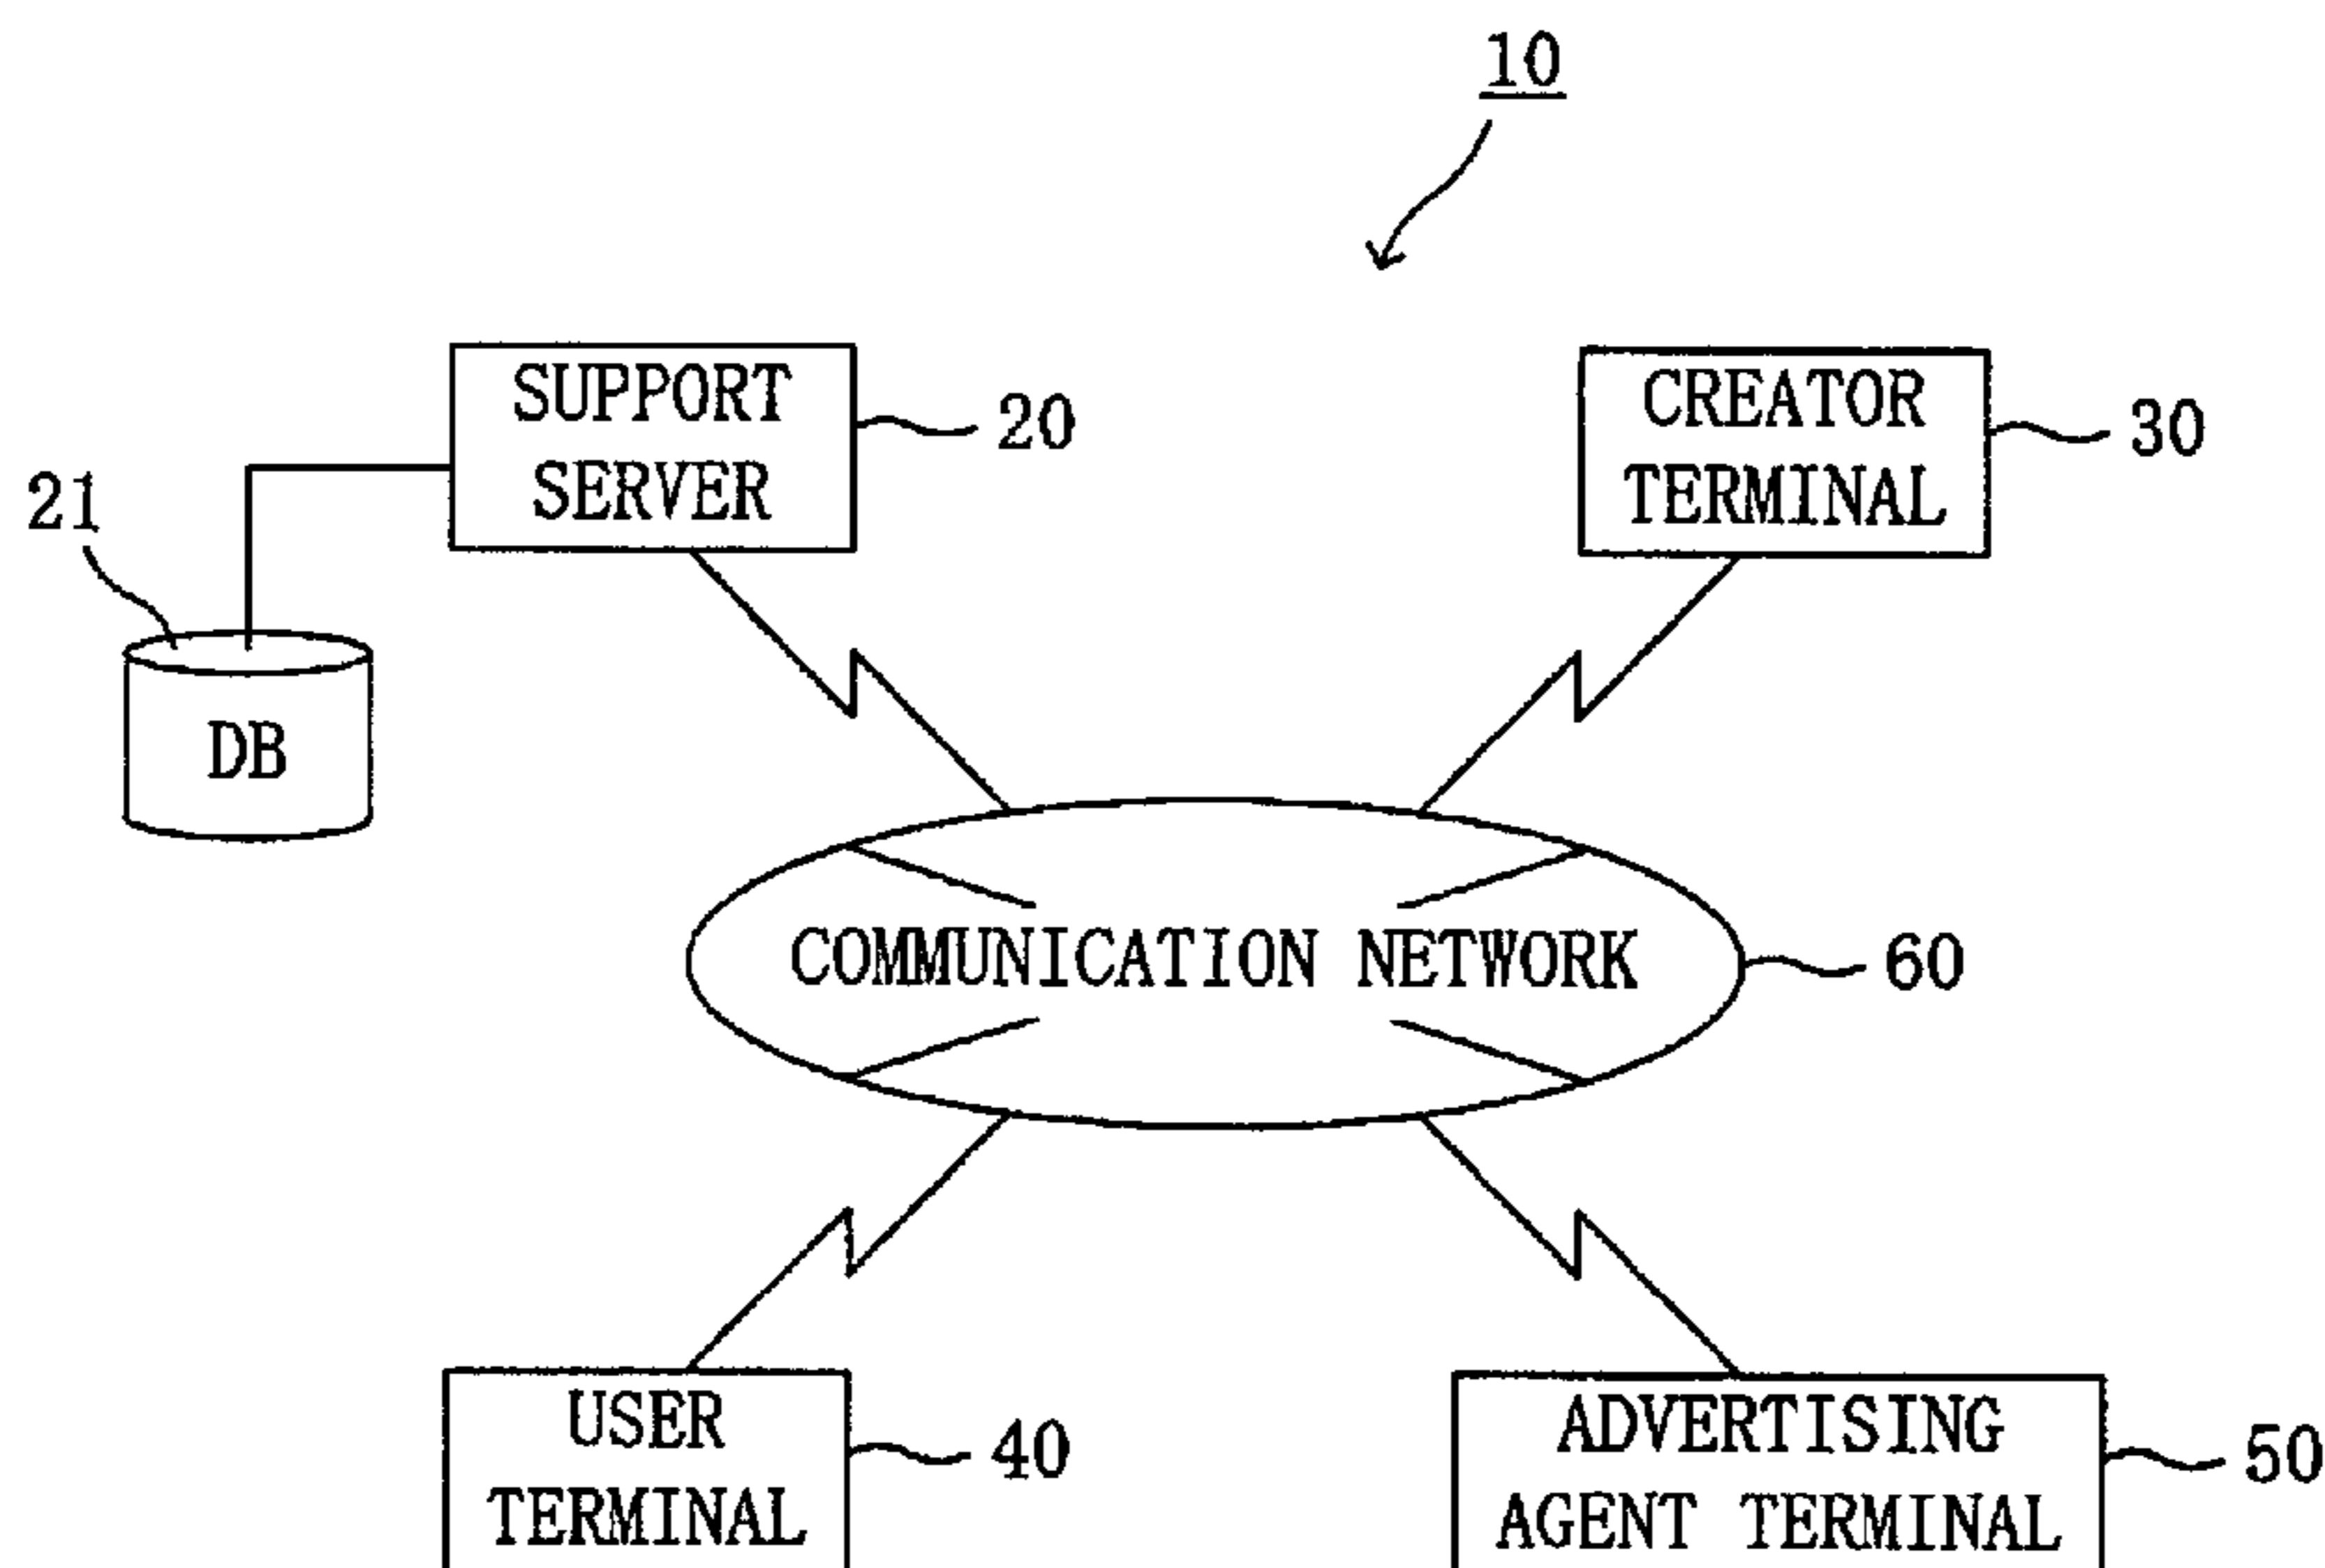 10
SUPPORT
SERVER
20
CREATOR
TERMINAL
30
21
DB
COMMUNICATION NETWORK
60
USER
TERMINAL
40
ADVERTISING
AGENT TERMINAL
50